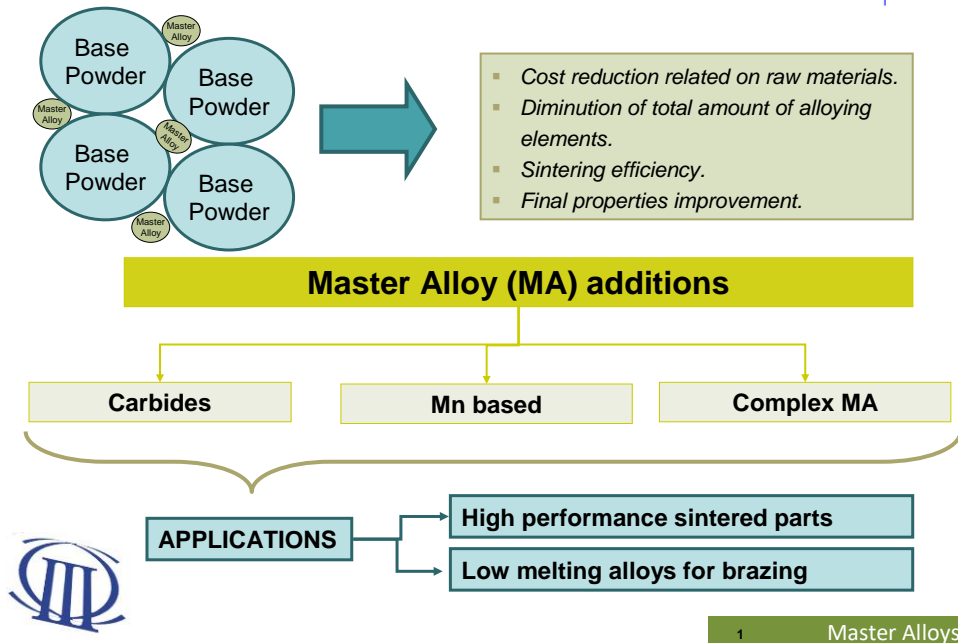 Master
Alloy
Base
Powder
Base
Powder
Master
Alloy
Master
Alloy
Base
Powder
Base
Powder
Master
Alloy
▪ Cost reduction related on raw materials.
▪ Diminution of total amount of alloying
elements.
▪ Sintering efficiency.
▪ Final properties improvement.
Master Alloy (MA) additions
Carbides
Mn based
Complex MA
APPLICATIONS
High performance sintered parts
Low melting alloys for brazing
1
Master Alloys